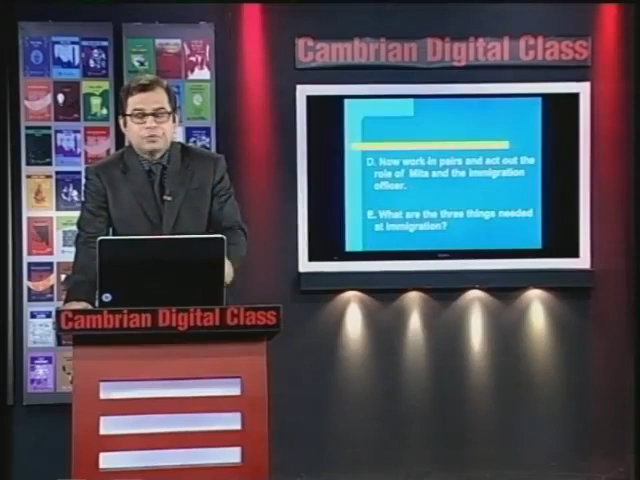 Cambrian Digital Class
D. Now work in pairs and act out the
role of Mita and the immigration
officer.
E. What are the three things needed
at immigration?
Cambrian Digital Class